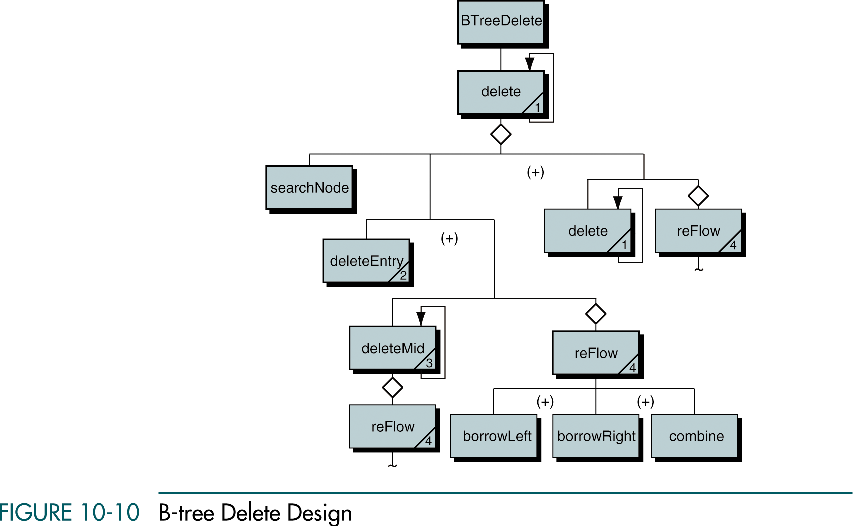 BTreeDelete
delete
1
searchNode
(+)
delete
1
reFlow
4
~
(+)
deleteEntry
2
deleteMid
3
reFlow
4
reFlow
4
~
(+)
(+)
borrowLeft
borrowRight
combine
FIGURE 10-10 B-tree Delete Design